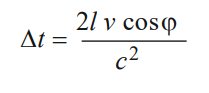 Δt = 2l v cosφ / c²